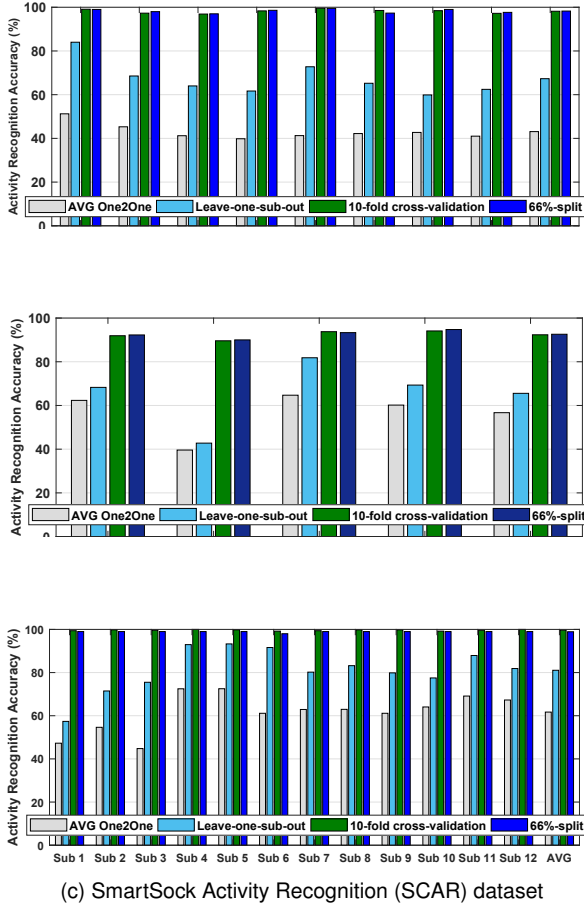 100
80
60
40
20
0
Activity Recognition Accuracy (%)
AVG One2One Leave-one-sub-out 10-fold cross-validation 66%-split
100
80
60
40
20
0
Activity Recognition Accuracy (%)
AVG One2One Leave-one-sub-out 10-fold cross-validation 66%-split
100
80
60
40
20
0
Activity Recognition Accuracy (%)
AVG One2One Leave-one-sub-out 10-fold cross-validation 66%-split
Sub 1 Sub 2 Sub 3 Sub 4 Sub 5 Sub 6 Sub 7 Sub 8 Sub 9 Sub 10 Sub 11 Sub 12 AVG
(c) SmartSock Activity Recognition (SCAR) dataset